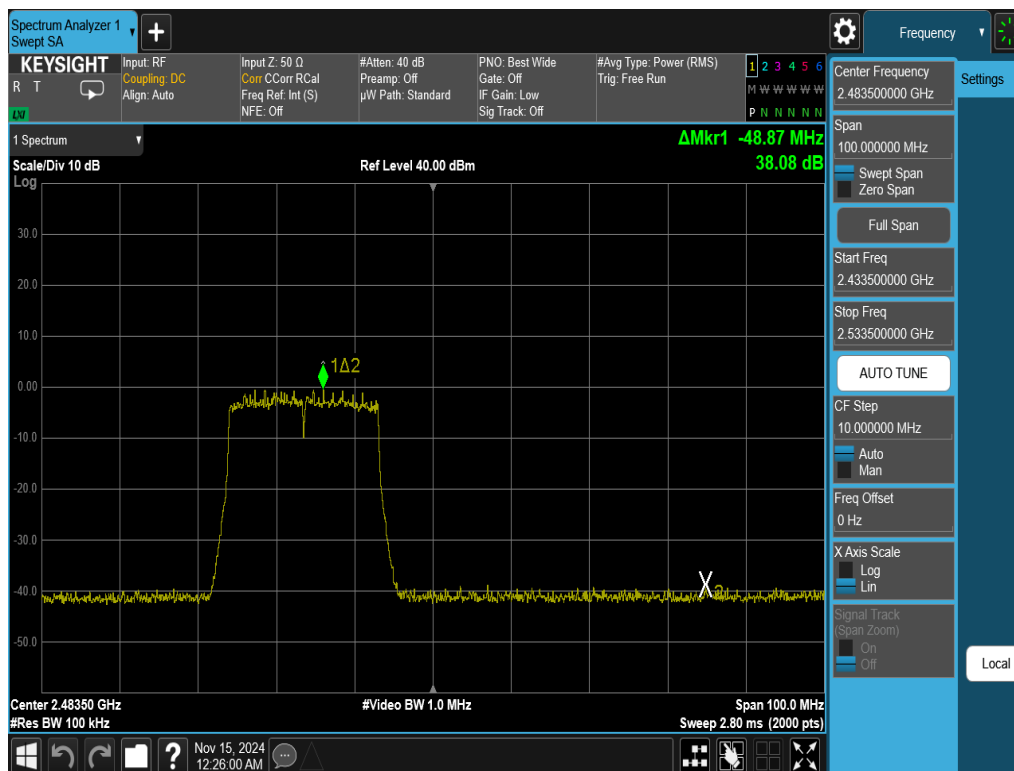 Spectrum Analyzer 1
Swept SA
+
Frequency
KEYSIGHT
R T
LXI
Input: RF
Coupling: DC
Align: Auto
Input Z: 50 Ω
Corr CCorr RCal
Freq Ref: Int (S)
NFE: Off
#Atten: 40 dB
Preamp: Off
µW Path: Standard
PNO: Best Wide
Gate: Off
IF Gain: Low
Sig Track: Off
#Avg Type: Power (RMS)
Trig: Free Run
1 2 3 4 5 6
M W W W W W
P N N N N N
1 Spectrum
ΔMkr1 -48.87 MHz
38.08 dB
Scale/Div 10 dB
Ref Level 40.00 dBm
Log
30.0
20.0
10.0
0.00
-10.0
-20.0
-30.0
-40.0
-50.0
1Δ2
X2
Center 2.48350 GHz
#Video BW 1.0 MHz
Span 100.0 MHz
#Res BW 100 kHz
Sweep 2.80 ms (2000 pts)
?
Nov 15, 2024
12:26:00 AM
Center Frequency
2.483500000 GHz
Span
100.000000 MHz
Swept Span
Zero Span
Full Span
Start Freq
2.433500000 GHz
Stop Freq
2.533500000 GHz
AUTO TUNE
CF Step
10.000000 MHz
Auto
Man
Freq Offset
0 Hz
X Axis Scale
Log
Lin
Signal Track
(Span Zoom)
On
Off
Settings
Local